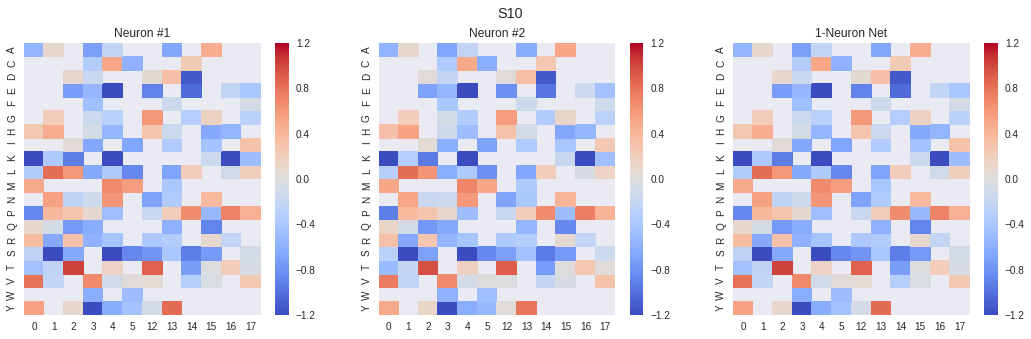 S10
Neuron #1
Neuron #2
1-Neuron Net
A
C
D
E
F
G
H
I
K
L
M
N
P
Q
R
S
T
V
W
Y
0 1 2 3 4 5 12 13 14 15 16 17
1.2
0.8
0.4
0.0
−0.4
−0.8
−1.2
A
C
D
E
F
G
H
I
K
L
M
N
P
Q
R
S
T
V
W
Y
0 1 2 3 4 5 12 13 14 15 16 17
1.2
0.8
0.4
0.0
−0.4
−0.8
−1.2
A
C
D
E
F
G
H
I
K
L
M
N
P
Q
R
S
T
V
W
Y
0 1 2 3 4 5 12 13 14 15 16 17
1.2
0.8
0.4
0.0
−0.4
−0.8
−1.2